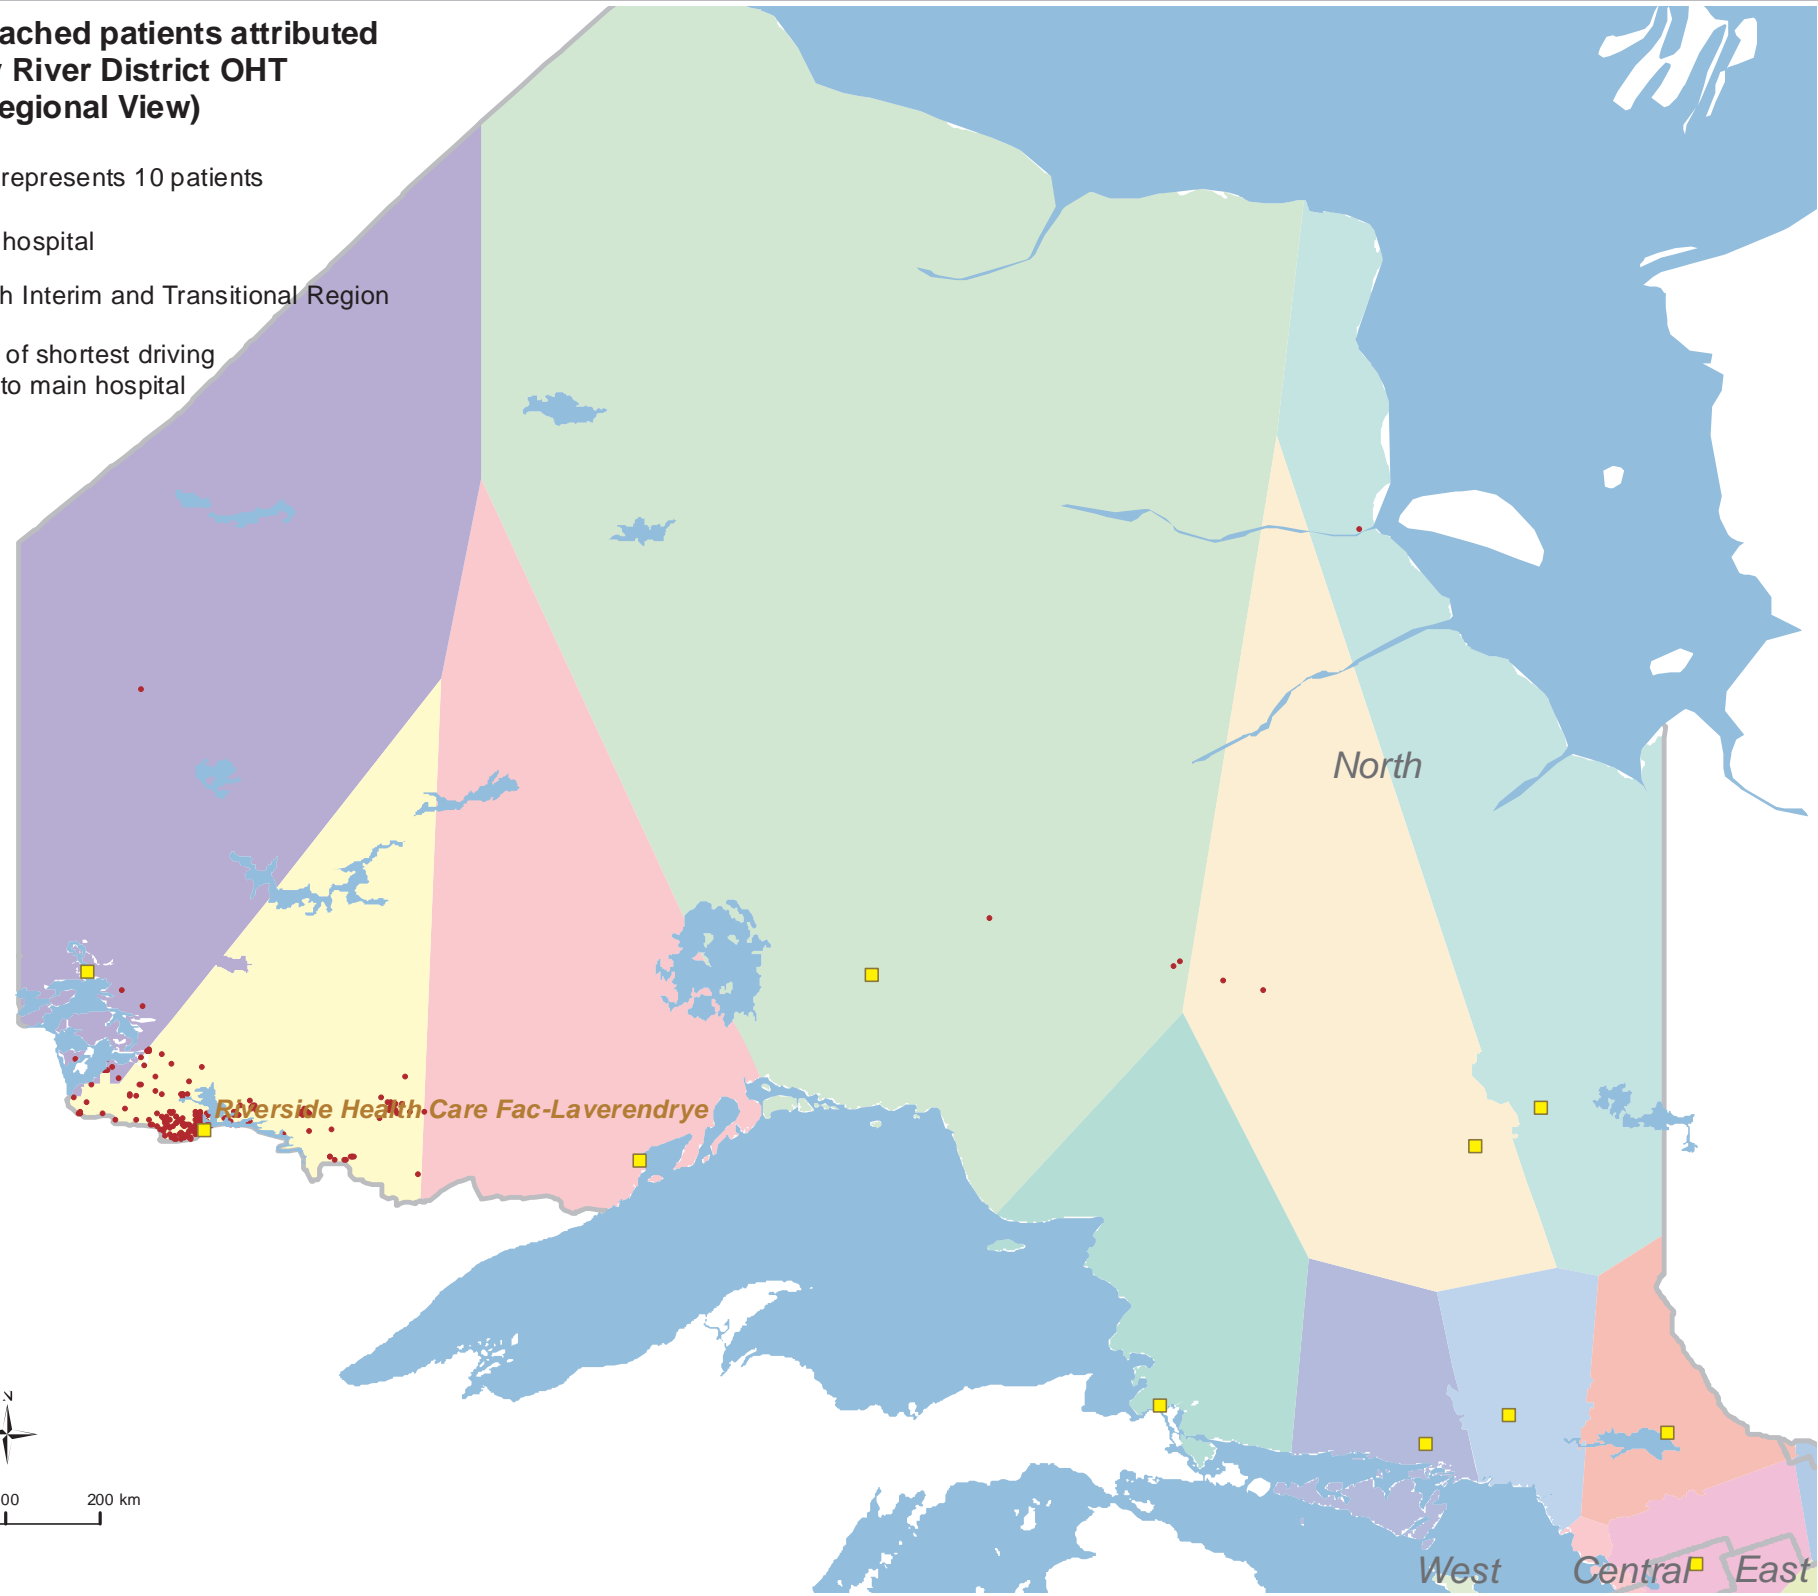 ached patients attributed
River District OHT
egional View)
represents 10 patients
hospital
h Interim and Transitional Region
of shortest driving
to main hospital
North
Riverside Health Care Fac-Laverendrye
N
00 200 km
West Central East